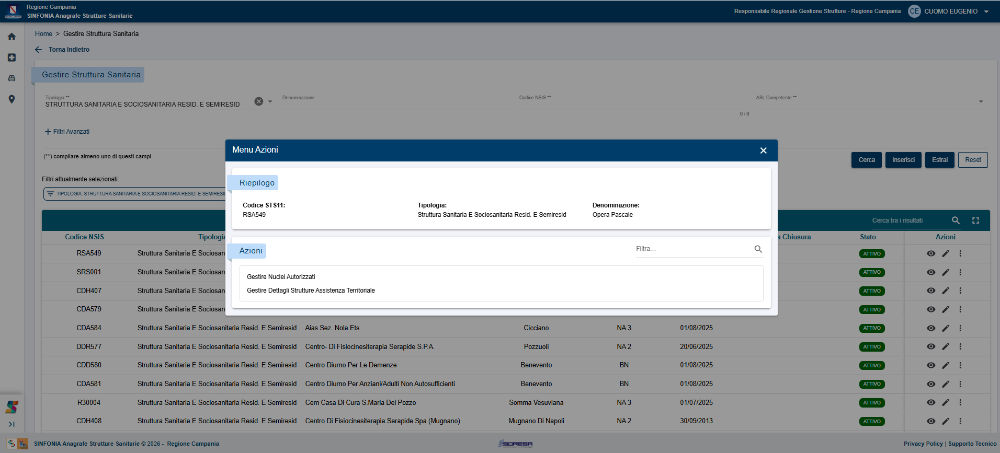 Regione Campania
SINFONIA Anagrafe Strutture Sanitarie
Responsabile Regionale Gestione Strutture - Regione Campania
CE
CUOMO EUGENIO
Home > Gestire Struttura Sanitaria
Torna Indietro
Gestire Struttura Sanitaria
Tipologia **
STRUTTURA SANITARIA E SOCIOSANITARIA RESID. E SEMIRESID
Denominazione
Codice NSIS **
0 / 6
ASL Competente **
Filtri Avanzati
(**) compilare almeno uno di questi campi
Cerca
Inserisci
Estrai
Reset
Filtri attualmente selezionati:
TIPOLOGIA: STRUTTURA SANITARIA E SOCIOSANITARIA RESID. E SEMIRESID
Menu Azioni
Riepilogo
Codice STS11:
RSA549
Tipologia:
Struttura Sanitaria E Sociosanitaria Resid. E Semiresid
Denominazione:
Opera Pascale
Azioni
Filtra...
Gestire Nuclei Autorizzati
Gestire Dettagli Strutture Assistenza Territoriale
Cerca tra i risultati
Codice NSIS Tipologia a Chiusura Stato Azioni
RSA549 Struttura Sanitaria E Sociosan ATTIVO
SRS001 Struttura Sanitaria E Sociosan ATTIVO
CDH407 Struttura Sanitaria E Sociosan ATTIVO
CDA579 Struttura Sanitaria E Sociosan ATTIVO
CDA584 Struttura Sanitaria E Sociosanitaria Resid. E Semiresid Aias Sez. Nola Ets Cicciano NA 3 01/08/2025 ATTIVO
DDR577 Struttura Sanitaria E Sociosanitaria Resid. E Semiresid Centro- Di Fisiocinesiterapia Serapide S.P.A. Pozzuoli NA 2 20/06/2025 ATTIVO
CDD580 Struttura Sanitaria E Sociosanitaria Resid. E Semiresid Centro Diurno Per Le Demenze Benevento BN 01/08/2025 ATTIVO
CDA581 Struttura Sanitaria E Sociosanitaria Resid. E Semiresid Centro Diurno Per Anziani/Adulti Non Autosufficienti Benevento BN 01/08/2025 ATTIVO
R30004 Struttura Sanitaria E Sociosanitaria Resid. E Semiresid Cem Casa Di Cura S.Maria Del Pozzo Somma Vesuviana NA 3 01/07/2025 ATTIVO
CDH408 Struttura Sanitaria E Sociosanitaria Resid. E Semiresid Centro Di Fisiocinesiterapia Serapide Spa (Mugnano) Mugnano Di Napoli NA 2 30/09/2013 ATTIVO
SINFONIA Anagrafe Strutture Sanitarie © 2026 - Regione Campania
SORESA
Privacy Policy | Supporto Tecnico